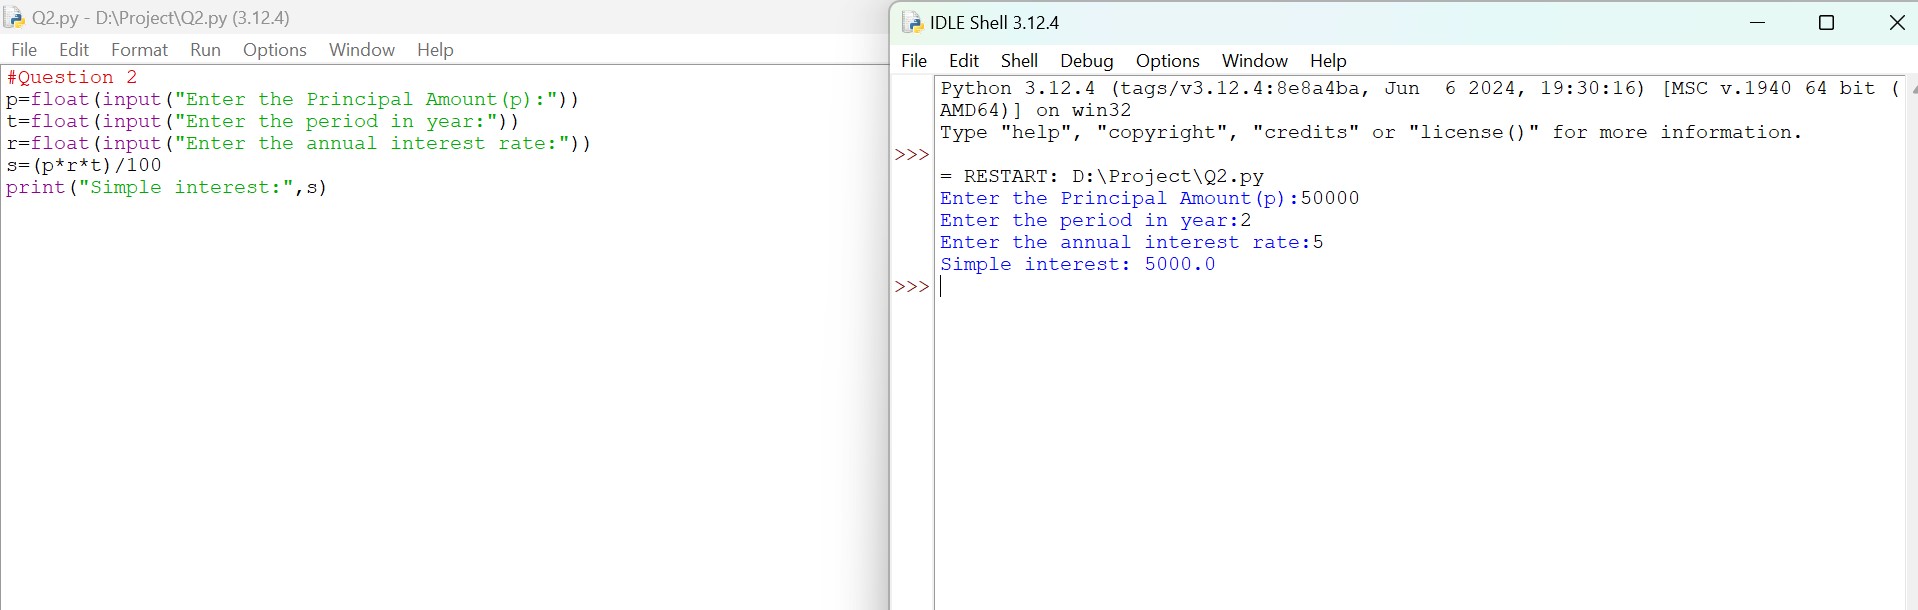 Q2.py - D:\Project\Q2.py (3.12.4)
File Edit Format Run Options Window Help
#Question 2
p=float(input("Enter the Principal Amount(p):"))
t=float(input("Enter the period in year:"))
r=float(input("Enter the annual interest rate:"))
s=(p*r*t)/100
print("Simple interest:",s)
IDLE Shell 3.12.4
File Edit Shell Debug Options Window Help
Python 3.12.4 (tags/v3.12.4:8e8a4ba, Jun  6 2024, 19:30:16) [MSC v.1940 64 bit (
AMD64)] on win32
Type "help", "copyright", "credits" or "license()" for more information.
>>>
= RESTART: D:\Project\Q2.py
Enter the Principal Amount(p):50000
Enter the period in year:2
Enter the annual interest rate:5
Simple interest: 5000.0
>>>